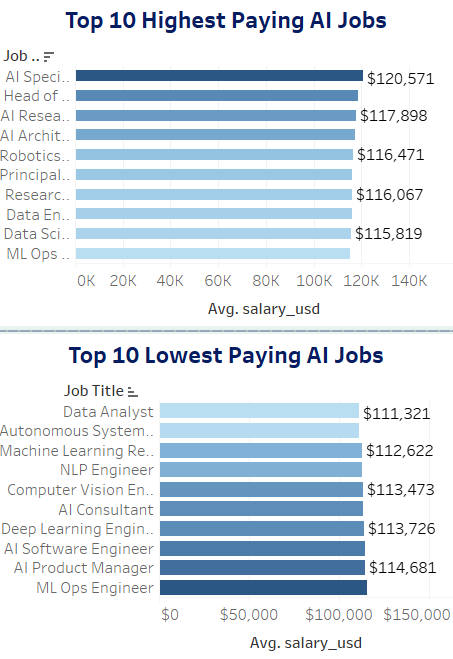 Top 10 Highest Paying AI Jobs
Job ..
AI Speci.. $120,571
Head of ..
AI Resea.. $117,898
AI Archit..
Robotics.. $116,471
Principal..
Researc.. $116,067
Data En..
Data Sci.. $115,819
ML Ops ..
0K 20K 40K 60K 80K 100K 120K 140K
Avg. salary_usd
Top 10 Lowest Paying AI Jobs
Job Title
Data Analyst $111,321
Autonomous System..
Machine Learning Re.. $112,622
NLP Engineer
Computer Vision En.. $113,473
AI Consultant
Deep Learning Engin.. $113,726
AI Software Engineer
AI Product Manager $114,681
ML Ops Engineer
$0 $50,000 $100,000 $150,000
Avg. salary_usd